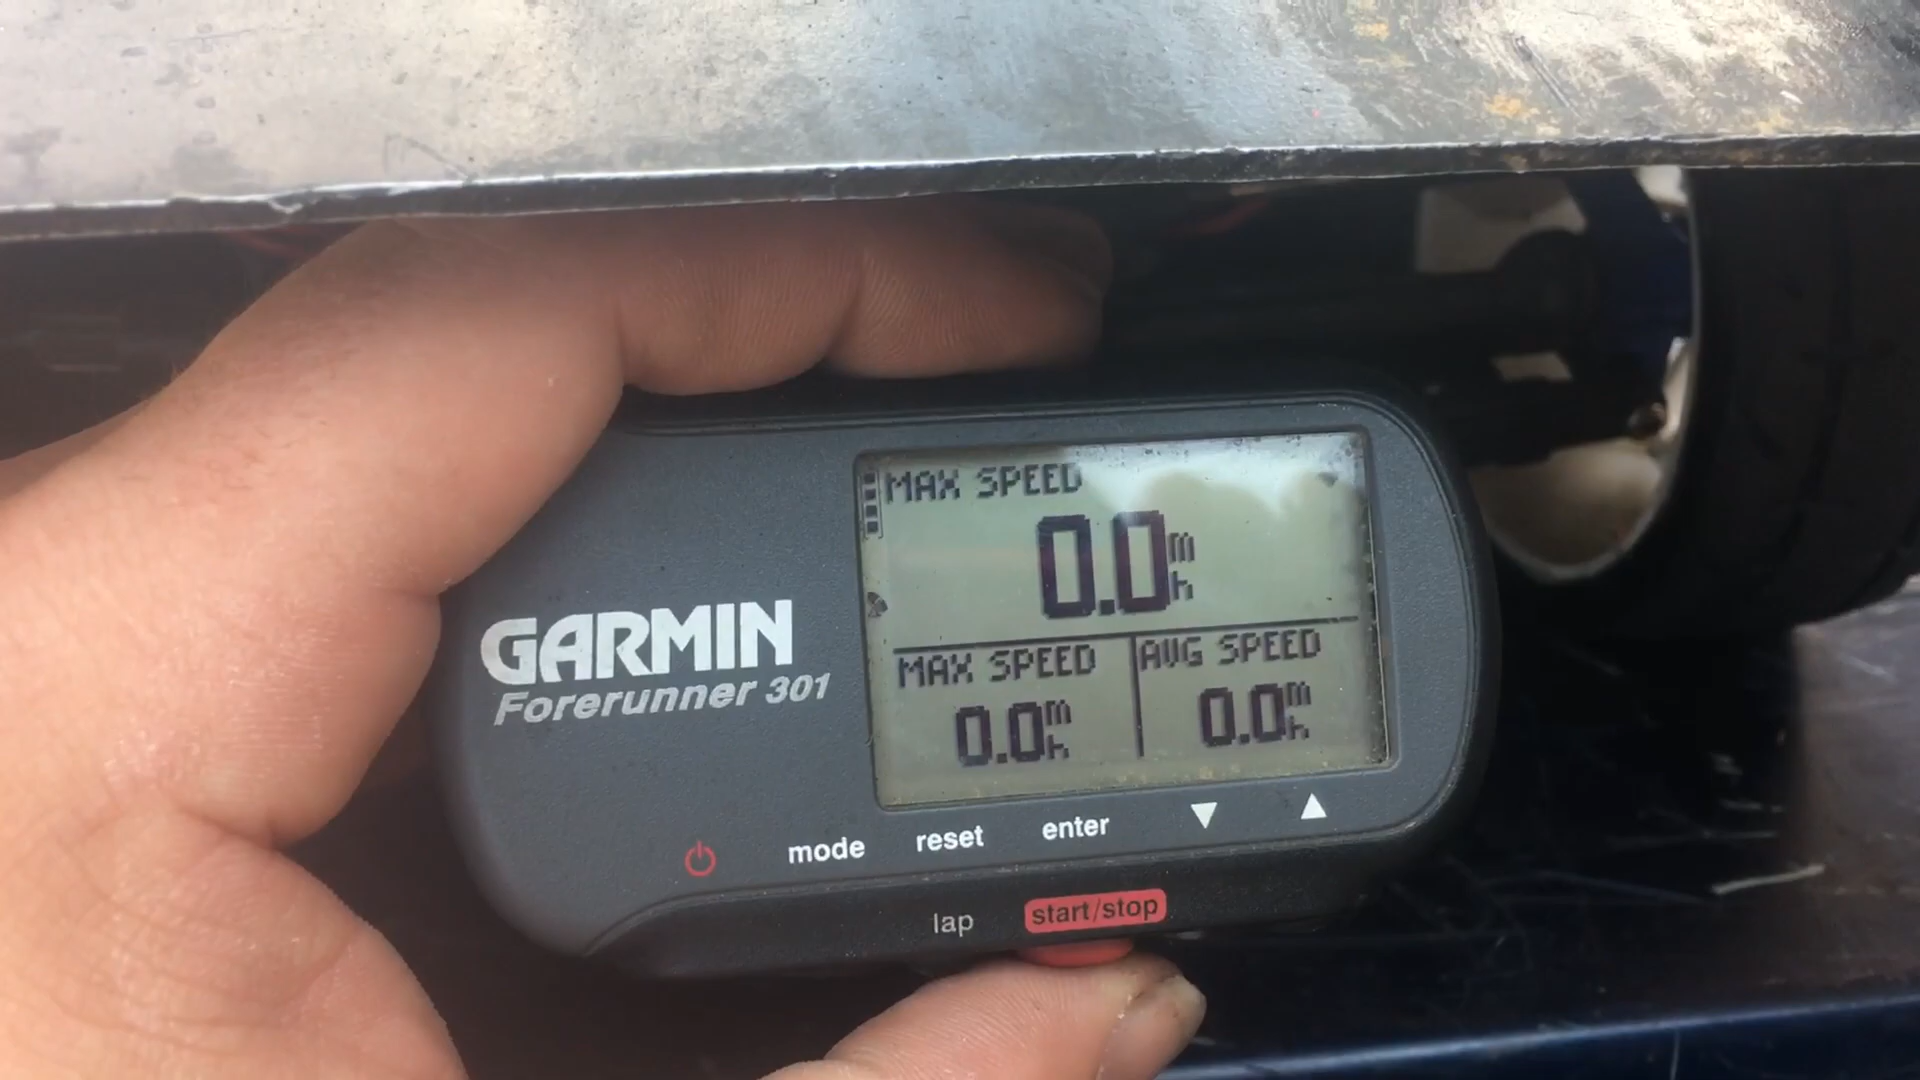 MAX SPEED
0.0 m/h
MAX SPEED
0.0 m/h
AVG SPEED
0.0 m/h
GARMIN
Forerunner 301
mode reset enter
lap start/stop